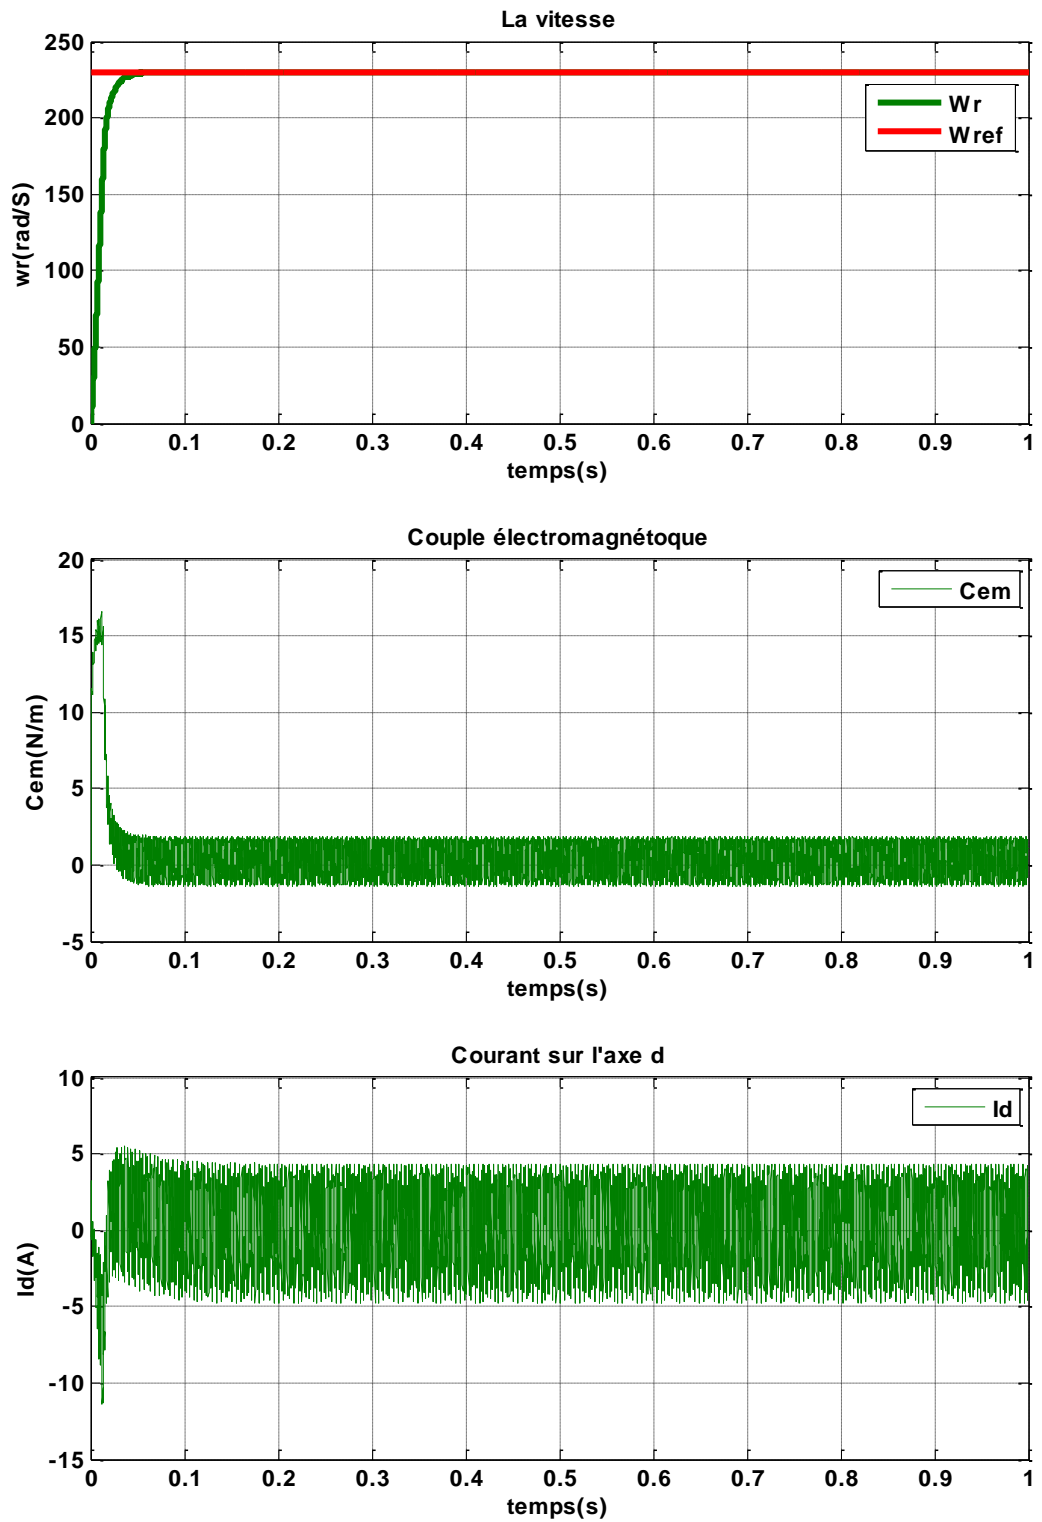 La vitesse
250
200
150
100
50
0
wr(rad/S)
Wr
Wref
0 0.1 0.2 0.3 0.4 0.5 0.6 0.7 0.8 0.9 1
temps(s)
Couple électromagnétoque
20
15
10
5
0
-5
Cem(N/m)
Cem
0 0.1 0.2 0.3 0.4 0.5 0.6 0.7 0.8 0.9 1
temps(s)
Courant sur l'axe d
10
5
0
-5
-10
-15
Id(A)
Id
0 0.1 0.2 0.3 0.4 0.5 0.6 0.7 0.8 0.9 1
temps(s)